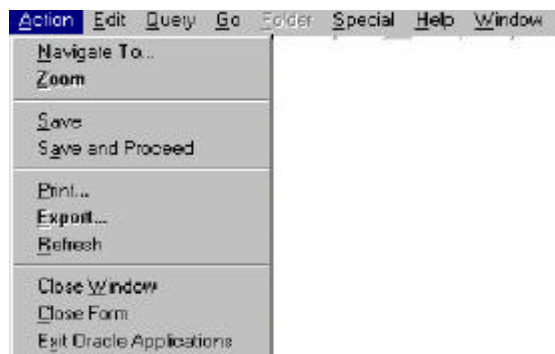 Action Edit Query Go Folder Special Help Window
Navigate To...
Zoom
Save
Save and Proceed
Print...
Export...
Refresh
Close Window
Close Form
Exit Oracle Applications